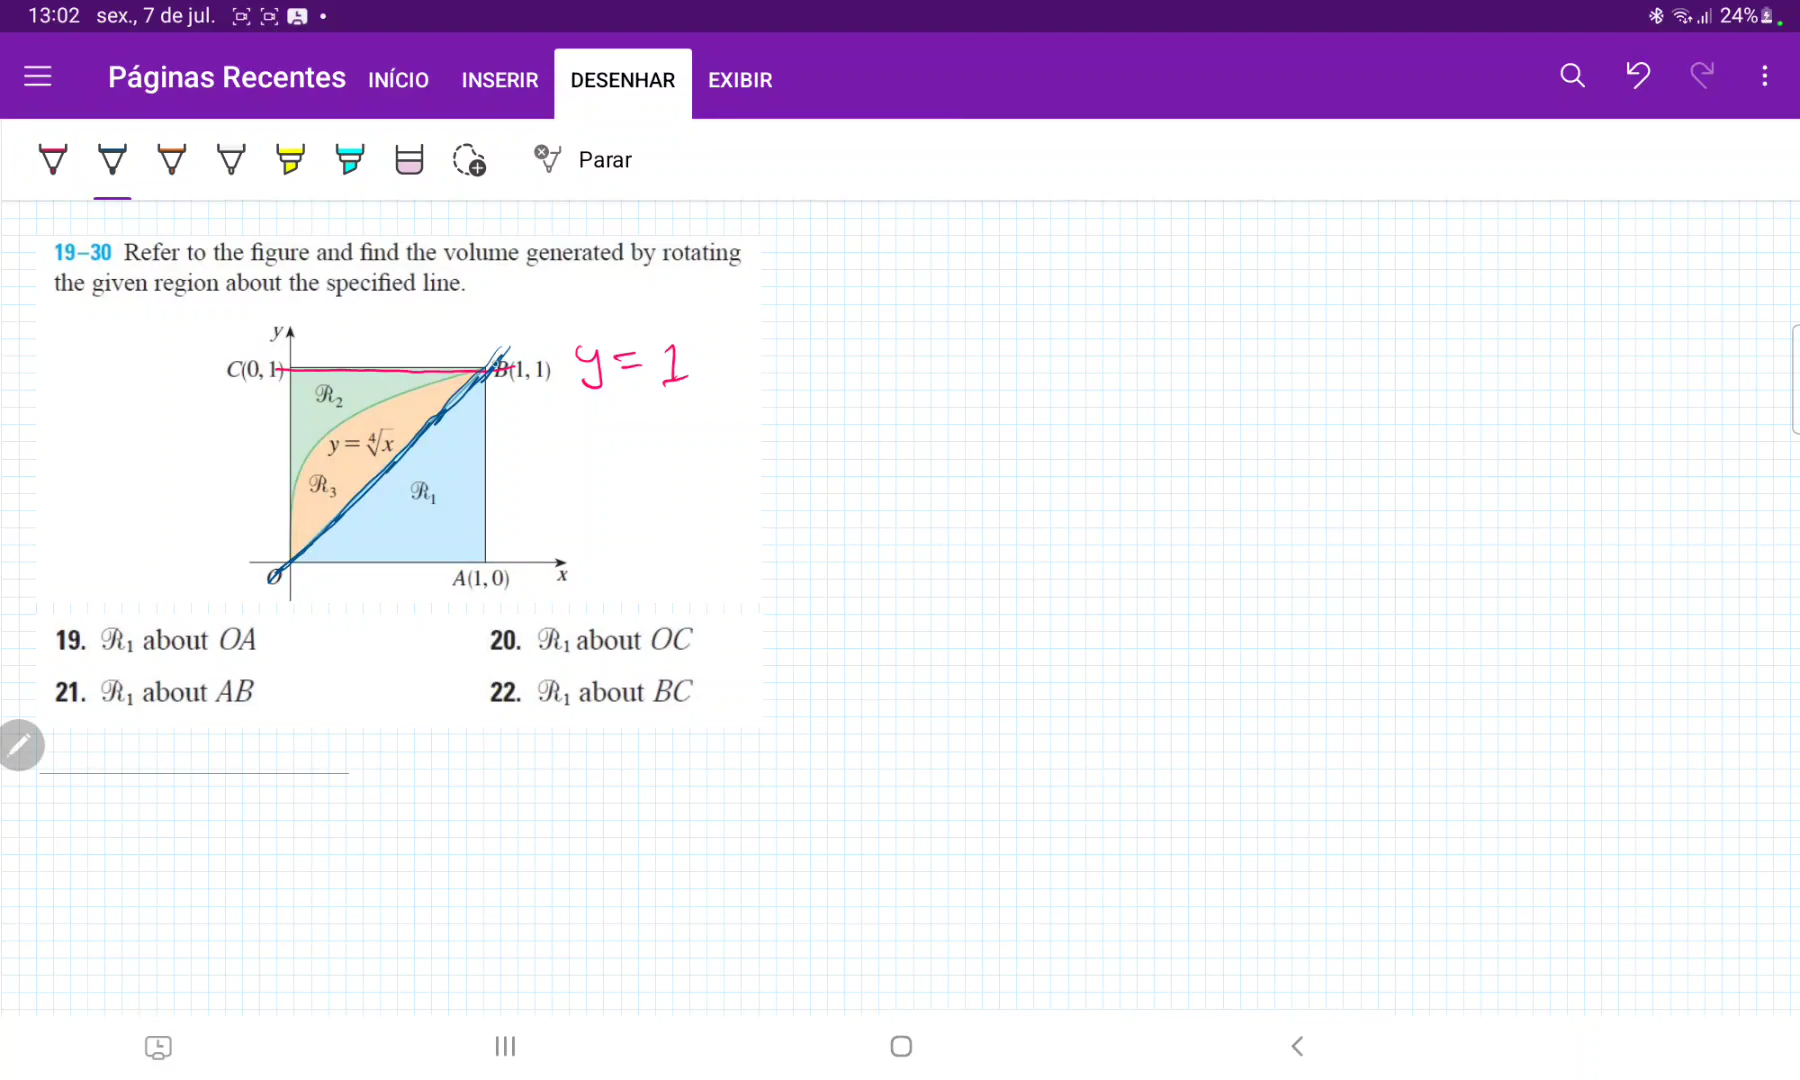 13:02 sex., 7 de jul. •
24%
Páginas Recentes INÍCIO INSERIR DESENHAR EXIBIR
Parar
19–30 Refer to the figure and find the volume generated by rotating
the given region about the specified line.
y
C(0, 1) B(1, 1) y = 1
ℛ₂
y = ∜x
ℛ₃ ℛ₁
O A(1, 0) x
19. ℛ₁ about OA 20. ℛ₁ about OC
21. ℛ₁ about AB 22. ℛ₁ about BC